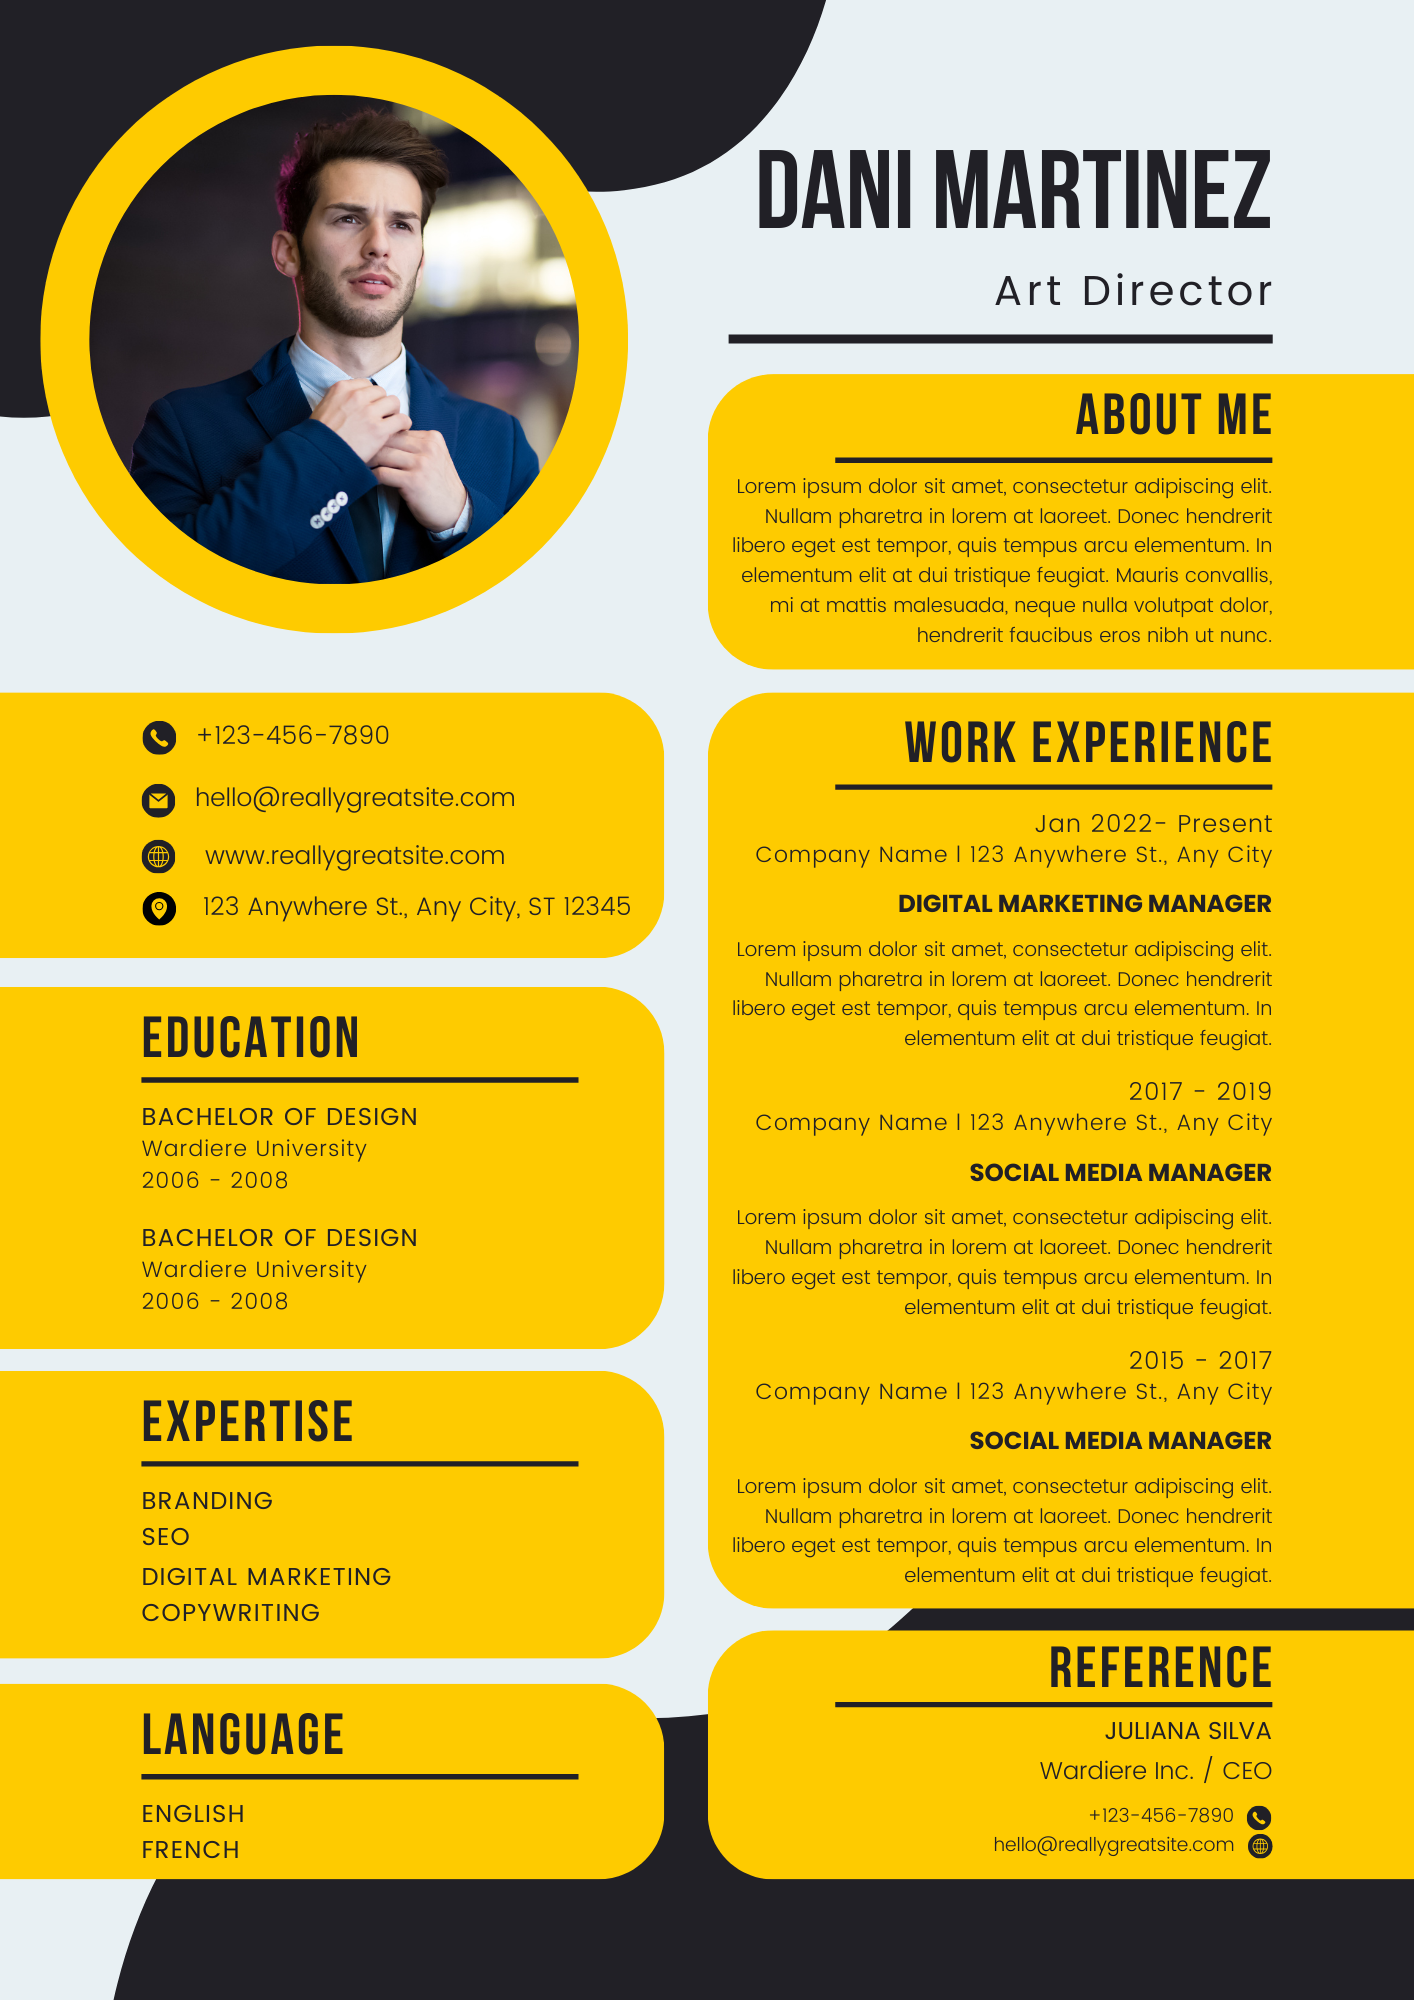 DANI MARTINEZ
Art Director
ABOUT ME
Lorem ipsum dolor sit amet, consectetur adipiscing elit.
Nullam pharetra in lorem at laoreet. Donec hendrerit
libero eget est tempor, quis tempus arcu elementum. In
elementum elit at dui tristique feugiat. Mauris convallis,
mi at mattis malesuada, neque nulla volutpat dolor,
hendrerit faucibus eros nibh ut nunc.
+123-456-7890
hello@reallygreatsite.com
www.reallygreatsite.com
123 Anywhere St., Any City, ST 12345
EDUCATION
BACHELOR OF DESIGN
Wardiere University
2006 - 2008
BACHELOR OF DESIGN
Wardiere University
2006 - 2008
EXPERTISE
BRANDING
SEO
DIGITAL MARKETING
COPYWRITING
LANGUAGE
ENGLISH
FRENCH
WORK EXPERIENCE
Jan 2022- Present
Company Name l 123 Anywhere St., Any City
DIGITAL MARKETING MANAGER
Lorem ipsum dolor sit amet, consectetur adipiscing elit.
Nullam pharetra in lorem at laoreet. Donec hendrerit
libero eget est tempor, quis tempus arcu elementum. In
elementum elit at dui tristique feugiat.
2017 - 2019
Company Name l 123 Anywhere St., Any City
SOCIAL MEDIA MANAGER
Lorem ipsum dolor sit amet, consectetur adipiscing elit.
Nullam pharetra in lorem at laoreet. Donec hendrerit
libero eget est tempor, quis tempus arcu elementum. In
elementum elit at dui tristique feugiat.
2015 - 2017
Company Name l 123 Anywhere St., Any City
SOCIAL MEDIA MANAGER
Lorem ipsum dolor sit amet, consectetur adipiscing elit.
Nullam pharetra in lorem at laoreet. Donec hendrerit
libero eget est tempor, quis tempus arcu elementum. In
elementum elit at dui tristique feugiat.
REFERENCE
JULIANA SILVA
Wardiere Inc. / CEO
+123-456-7890
hello@reallygreatsite.com